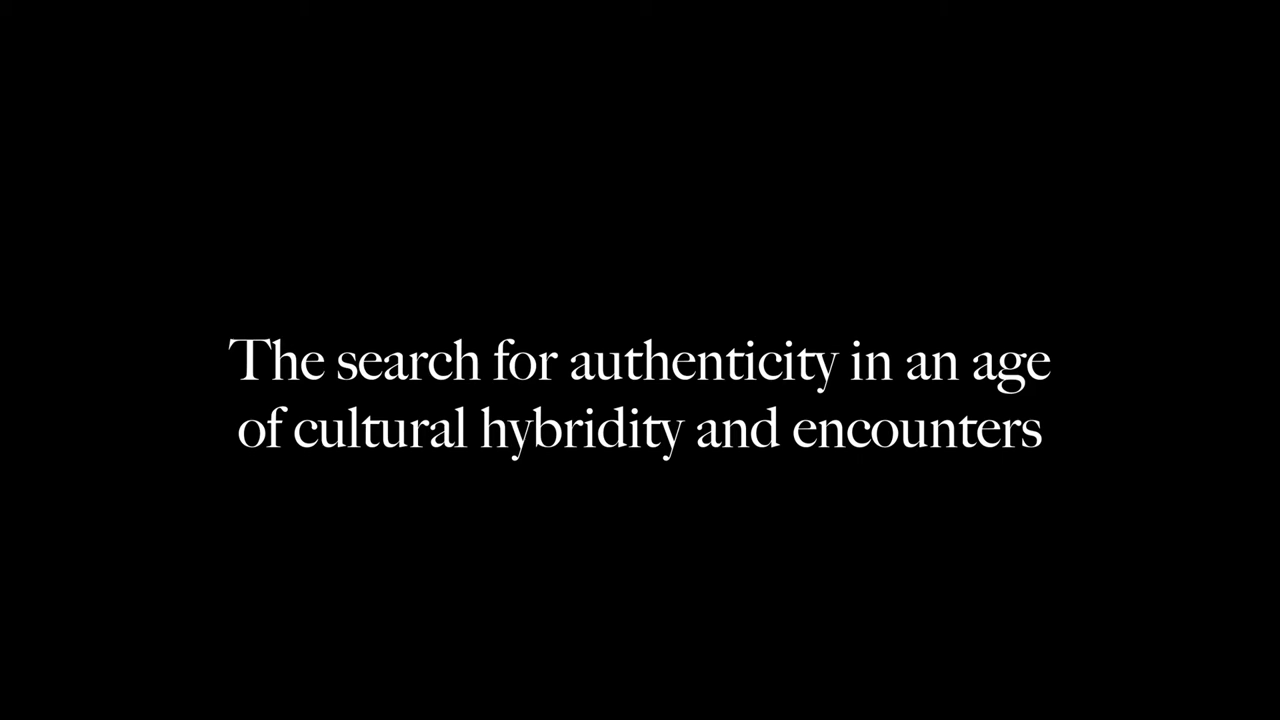 The search for authenticity in an age
of cultural hybridity and encounters